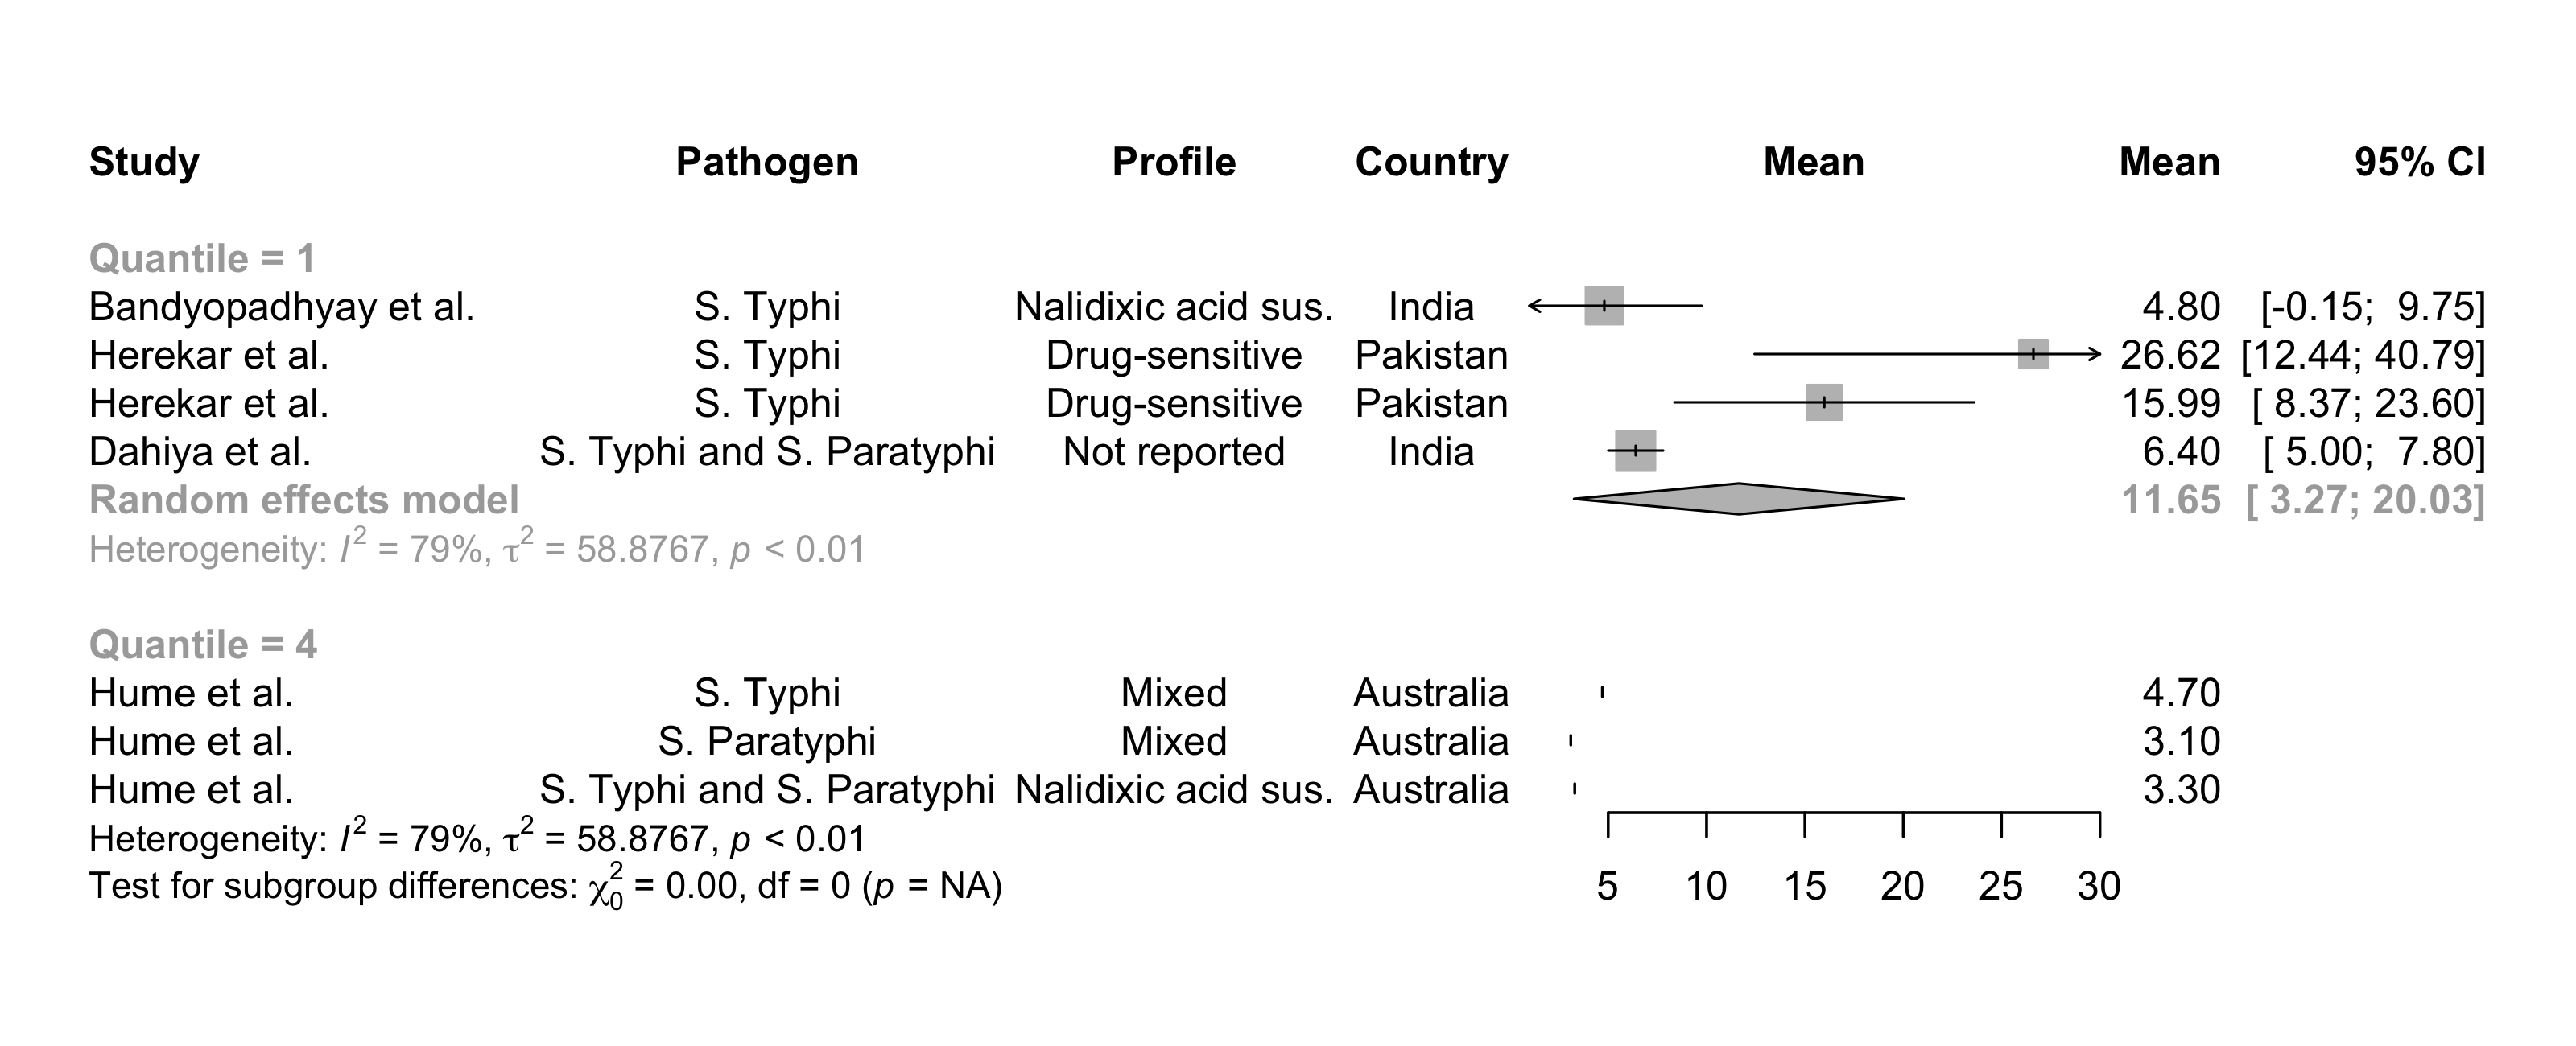 Study Pathogen Profile Country Mean Mean 95% CI
Quantile = 1
Bandyopadhyay et al. S. Typhi Nalidixic acid sus. India 4.80 [-0.15; 9.75]
Herekar et al. S. Typhi Drug-sensitive Pakistan 26.62 [12.44; 40.79]
Herekar et al. S. Typhi Drug-sensitive Pakistan 15.99 [ 8.37; 23.60]
Dahiya et al. S. Typhi and S. Paratyphi Not reported India 6.40 [ 5.00; 7.80]
Random effects model 11.65 [ 3.27; 20.03]
Heterogeneity: I² = 79%, τ² = 58.8767, p < 0.01
Quantile = 4
Hume et al. S. Typhi Mixed Australia 4.70
Hume et al. S. Paratyphi Mixed Australia 3.10
Hume et al. S. Typhi and S. Paratyphi Nalidixic acid sus. Australia 3.30
Heterogeneity: I² = 79%, τ² = 58.8767, p < 0.01
Test for subgroup differences: χ²₀ = 0.00, df = 0 (p = NA) 5 10 15 20 25 30